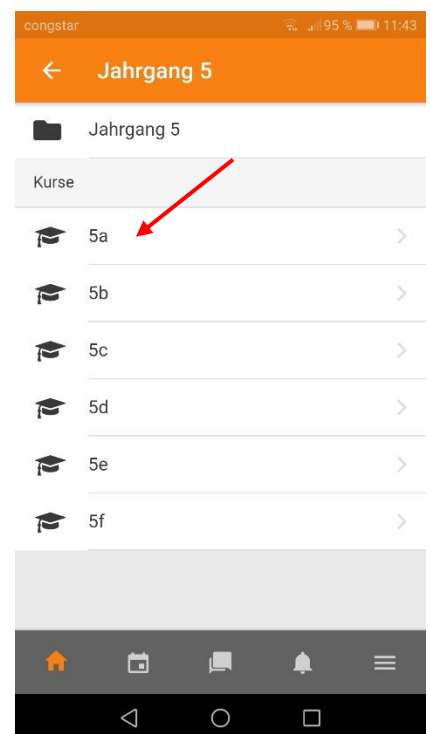 congstar 95 % 11:43
Jahrgang 5
Jahrgang 5
Kurse
5a
5b
5c
5d
5e
5f